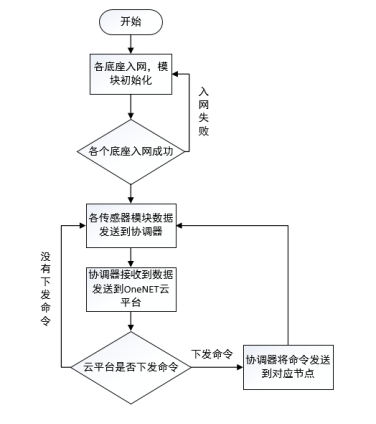 开始
各底座入网，模
块初始化
入
网
失
败
各个底座入网成功
各传感器模块数据
发送到协调器
没
有
下
发
命
令
协调器接收到数据
发送到OneNET云
平台
云平台是否下发命令
下发命令
协调器将命令发送
到对应节点